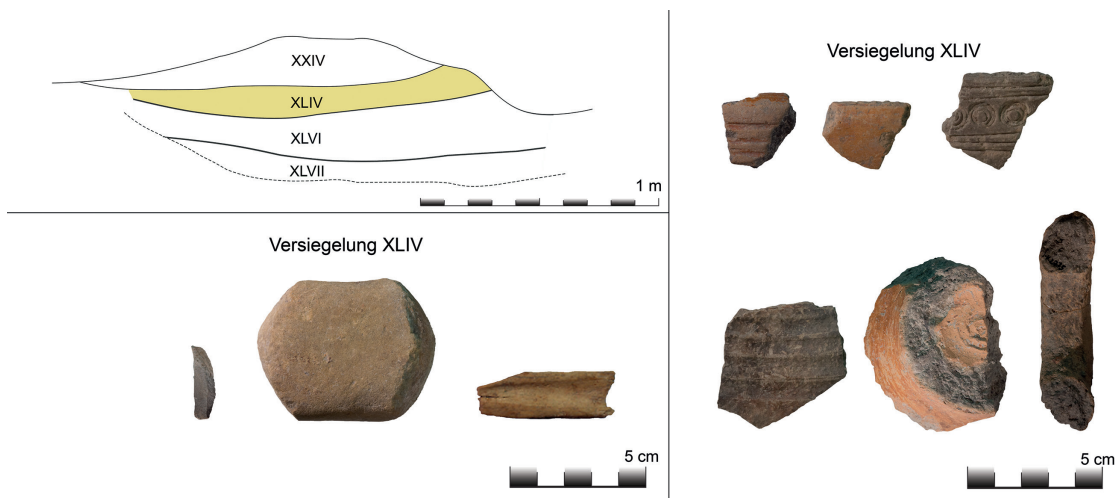 XXIV
XLIV
XLVI
XLVII
1 m
Versiegelung XLIV
5 cm
Versiegelung XLIV
5 cm